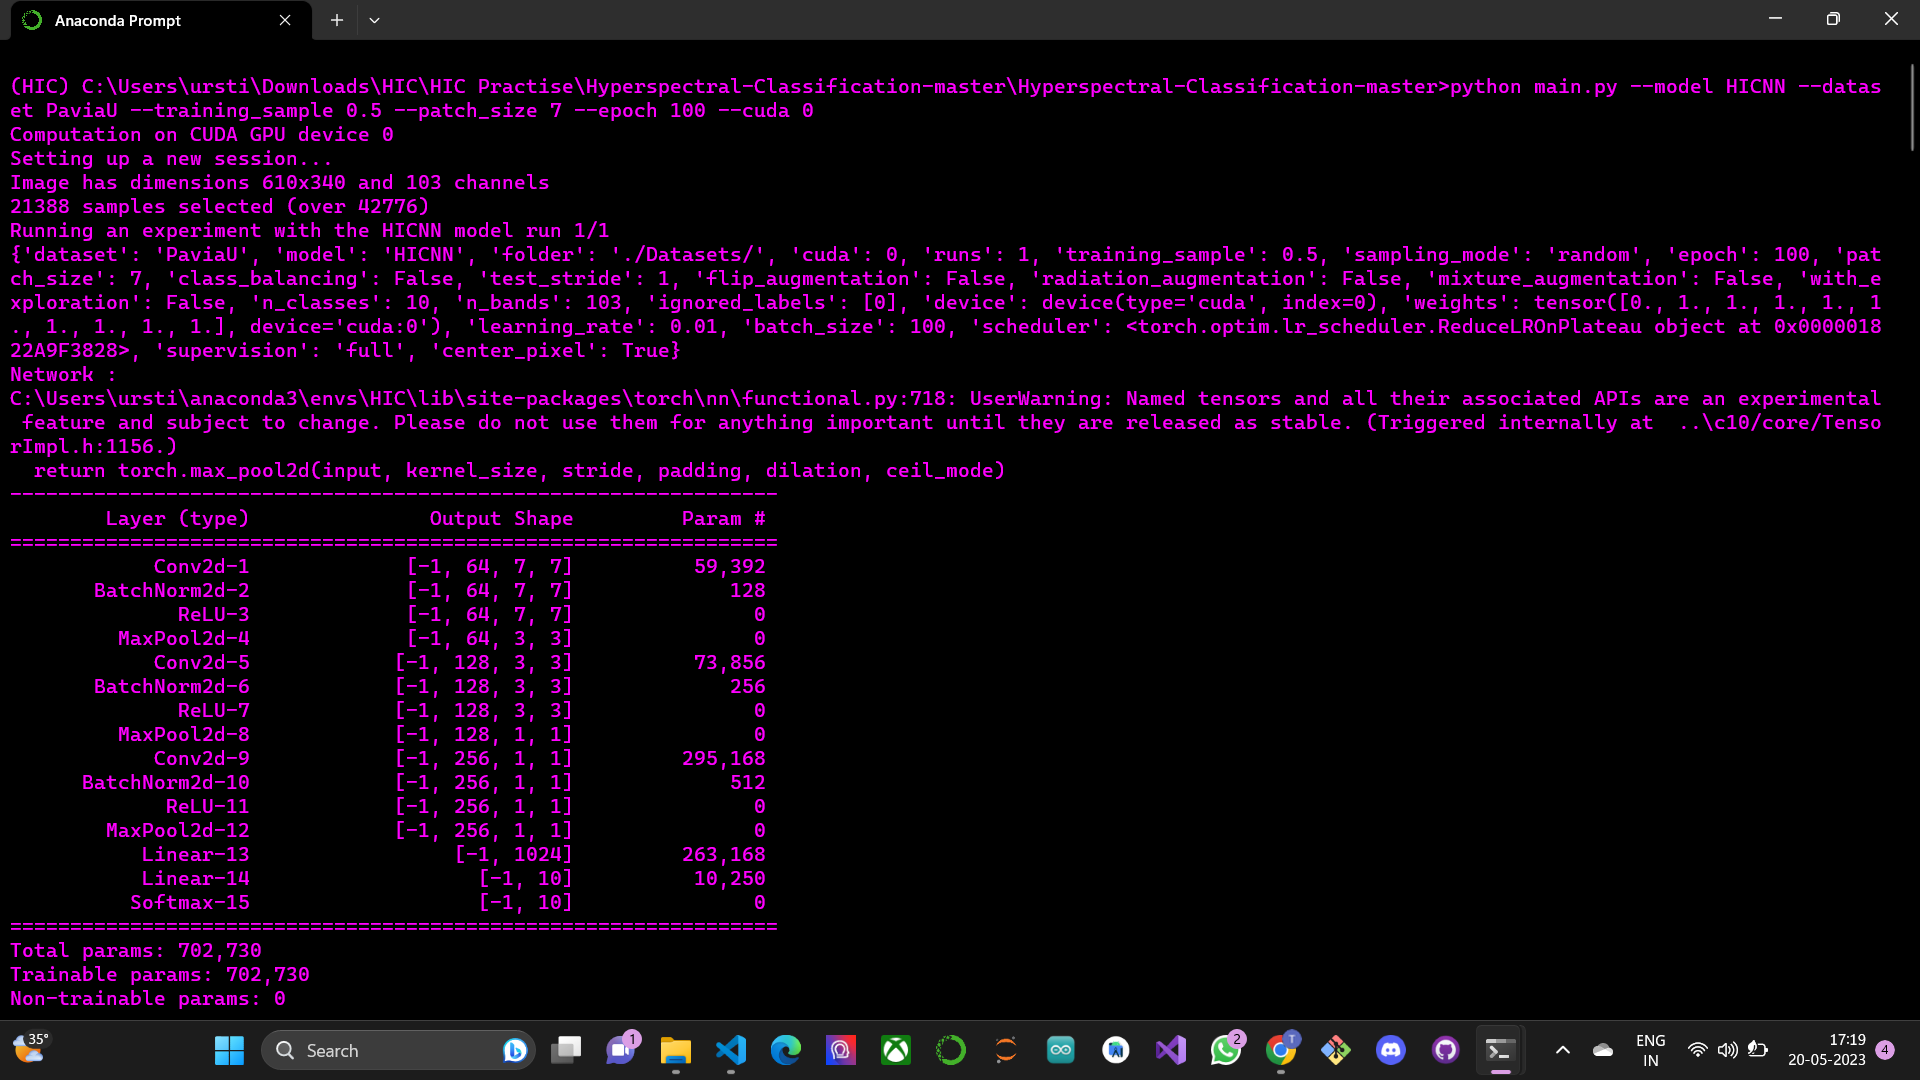 Anaconda Prompt
(HIC) C:\Users\ursti\Downloads\HIC\HIC Practise\Hyperspectral-Classification-master\Hyperspectral-Classification-master>python main.py --model HICNN --datas
et PaviaU --training_sample 0.5 --patch_size 7 --epoch 100 --cuda 0
Computation on CUDA GPU device 0
Setting up a new session...
Image has dimensions 610x340 and 103 channels
21388 samples selected (over 42776)
Running an experiment with the HICNN model run 1/1
{'dataset': 'PaviaU', 'model': 'HICNN', 'folder': './Datasets/', 'cuda': 0, 'runs': 1, 'training_sample': 0.5, 'sampling_mode': 'random', 'epoch': 100, 'pat
ch_size': 7, 'class_balancing': False, 'test_stride': 1, 'flip_augmentation': False, 'radiation_augmentation': False, 'mixture_augmentation': False, 'with_e
xploration': False, 'n_classes': 10, 'n_bands': 103, 'ignored_labels': [0], 'device': device(type='cuda', index=0), 'weights': tensor([0., 1., 1., 1., 1., 1
., 1., 1., 1., 1.], device='cuda:0'), 'learning_rate': 0.01, 'batch_size': 100, 'scheduler': <torch.optim.lr_scheduler.ReduceLROnPlateau object at 0x0000018
22A9F3828>, 'supervision': 'full', 'center_pixel': True}
Network :
C:\Users\ursti\anaconda3\envs\HIC\lib\site-packages\torch\nn\functional.py:718: UserWarning: Named tensors and all their associated APIs are an experimental
 feature and subject to change. Please do not use them for anything important until they are released as stable. (Triggered internally at  ..\c10/core/Tenso
rImpl.h:1156.)
  return torch.max_pool2d(input, kernel_size, stride, padding, dilation, ceil_mode)
----------------------------------------------------------------
        Layer (type)               Output Shape         Param #
================================================================
            Conv2d-1             [-1, 64, 7, 7]          59,392
       BatchNorm2d-2             [-1, 64, 7, 7]             128
              ReLU-3             [-1, 64, 7, 7]               0
         MaxPool2d-4             [-1, 64, 3, 3]               0
            Conv2d-5            [-1, 128, 3, 3]          73,856
       BatchNorm2d-6            [-1, 128, 3, 3]             256
              ReLU-7            [-1, 128, 3, 3]               0
         MaxPool2d-8            [-1, 128, 1, 1]               0
            Conv2d-9            [-1, 256, 1, 1]         295,168
      BatchNorm2d-10            [-1, 256, 1, 1]             512
             ReLU-11            [-1, 256, 1, 1]               0
        MaxPool2d-12            [-1, 256, 1, 1]               0
           Linear-13                 [-1, 1024]         263,168
           Linear-14                   [-1, 10]          10,250
          Softmax-15                   [-1, 10]               0
================================================================
Total params: 702,730
Trainable params: 702,730
Non-trainable params: 0
35°
Search
1
2
T
ENG
IN
17:19
20-05-2023
4